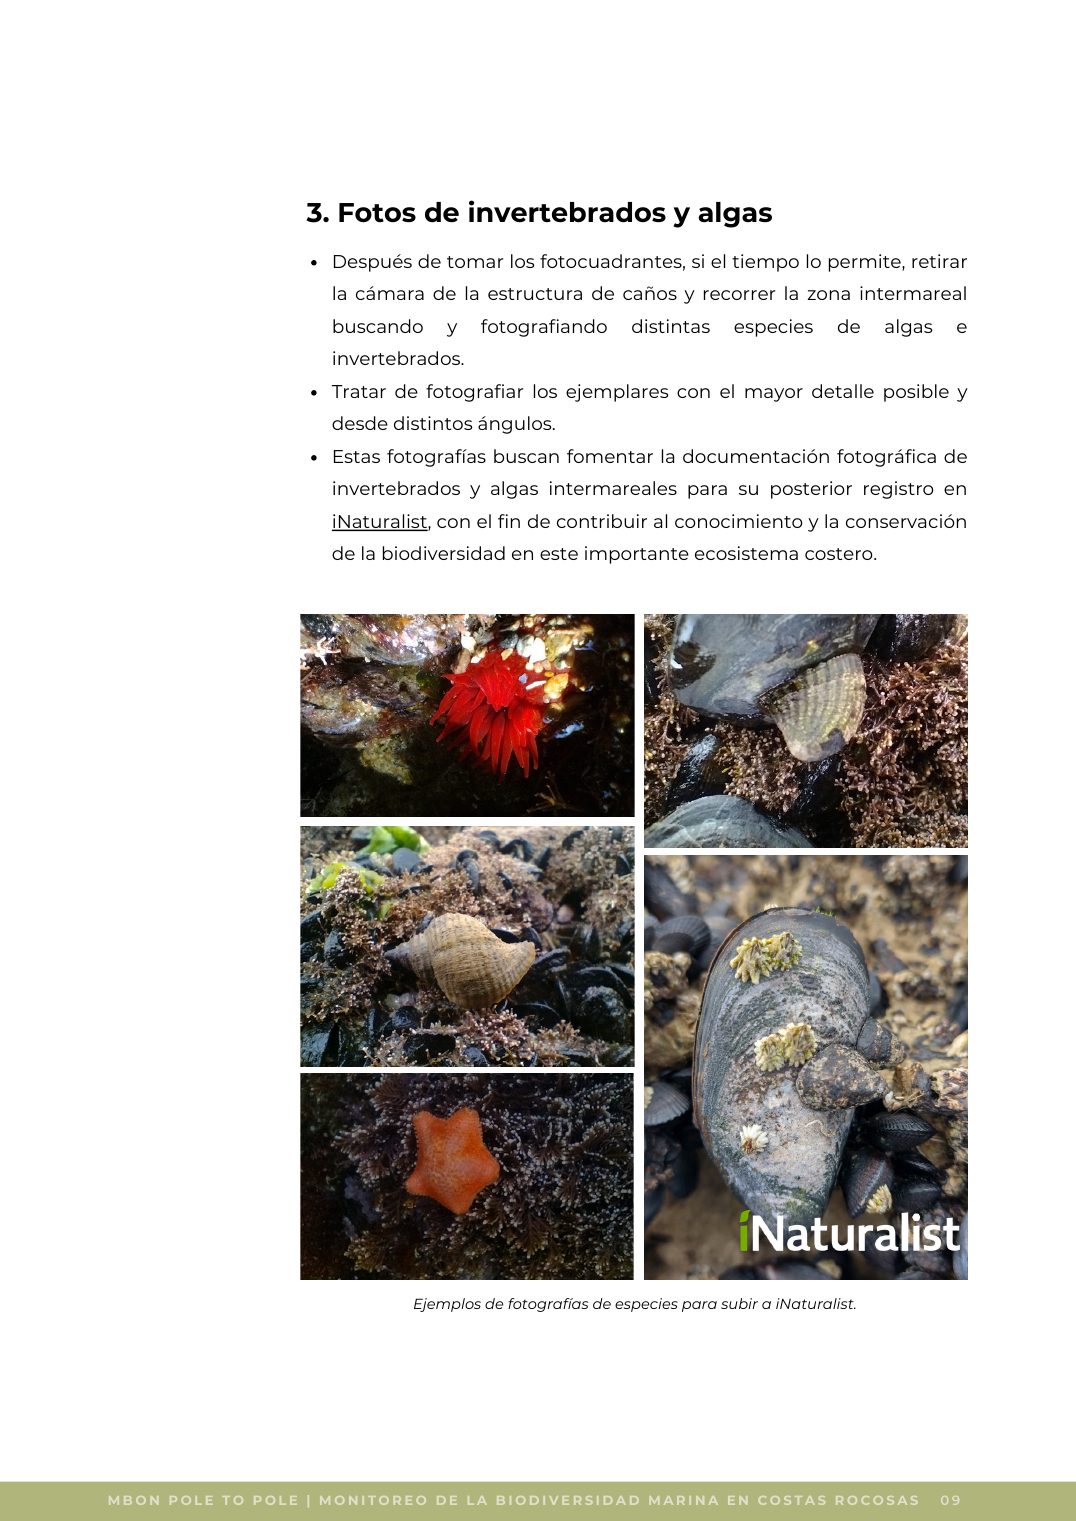 3. Fotos de invertebrados y algas
• Después de tomar los fotocuadrantes, si el tiempo lo permite, retirar
la cámara de la estructura de caños y recorrer la zona intermareal
buscando y fotografiando distintas especies de algas e
invertebrados.
• Tratar de fotografiar los ejemplares con el mayor detalle posible y
desde distintos ángulos.
• Estas fotografías buscan fomentar la documentación fotográfica de
invertebrados y algas intermareales para su posterior registro en
iNaturalist, con el fin de contribuir al conocimiento y la conservación
de la biodiversidad en este importante ecosistema costero.
iNaturalist
Ejemplos de fotografías de especies para subir a iNaturalist.
MBON POLE TO POLE | MONITOREO DE LA BIODIVERSIDAD MARINA EN COSTAS ROCOSAS 09